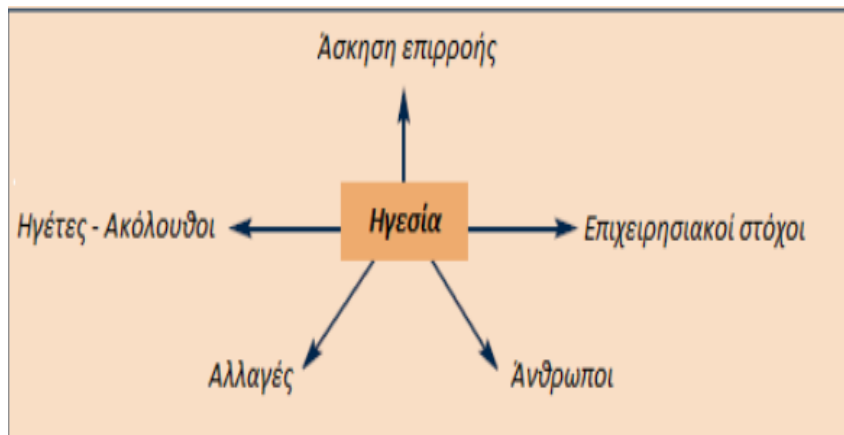 Άσκηση επιρροής
Ηγέτες - Ακόλουθοι
Ηγεσία
Επιχειρησιακοί στόχοι
Αλλαγές
Άνθρωποι